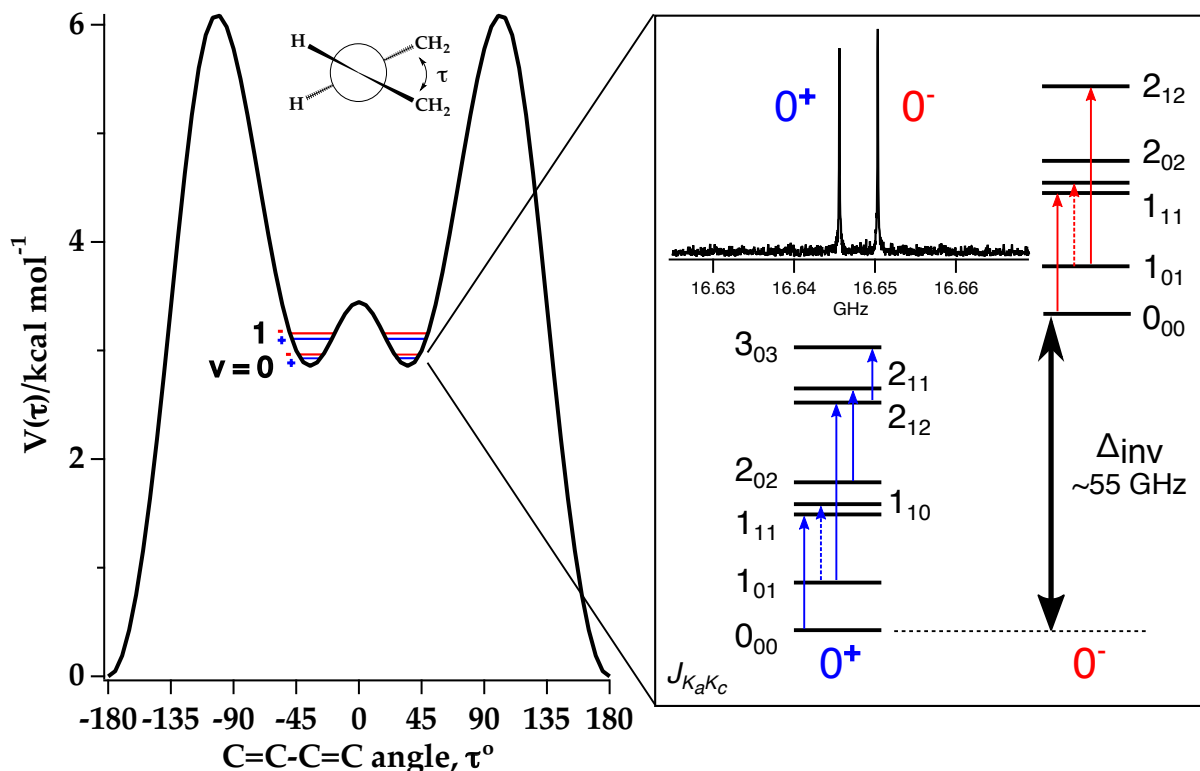 V(τ)/kcal mol⁻¹
6
4
2
0
-180 -135 -90 -45 0 45 90 135 180
C=C-C=C angle, τ°
H
CH₂
τ
H
CH₂
1
-
+
v = 0
-
+
0⁺
0⁻
16.63 16.64 16.65 16.66
GHz
2₁₂
2₀₂
1₁₁
1₀₁
0₀₀
3₀₃
2₁₁
2₁₂
2₀₂
1₁₀
1₁₁
1₀₁
0₀₀
Δinv
~55 GHz
0⁺
0⁻
J_KaKc